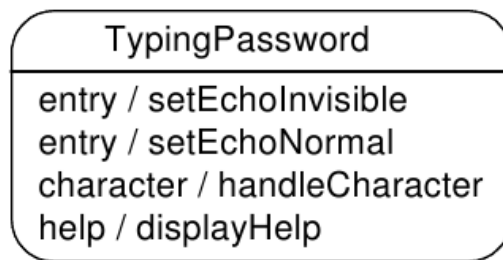 TypingPassword
entry / setEchoInvisible
entry / setEchoNormal
character / handleCharacter
help / displayHelp